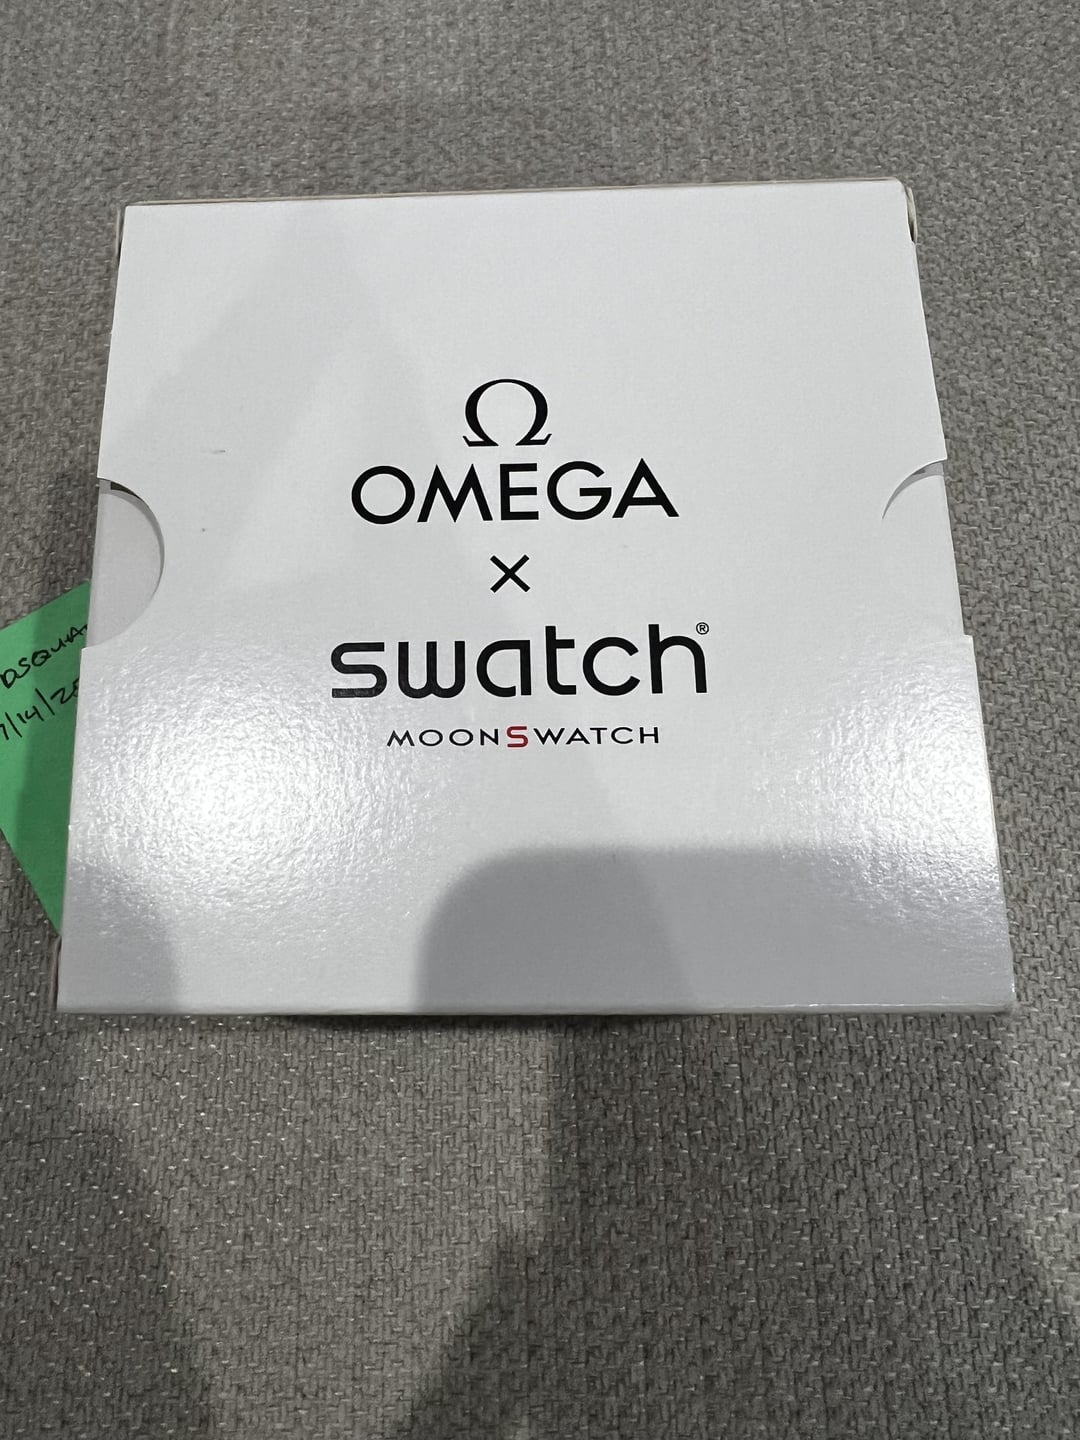 Ω
OMEGA
×
swatch®
MOONSWATCH